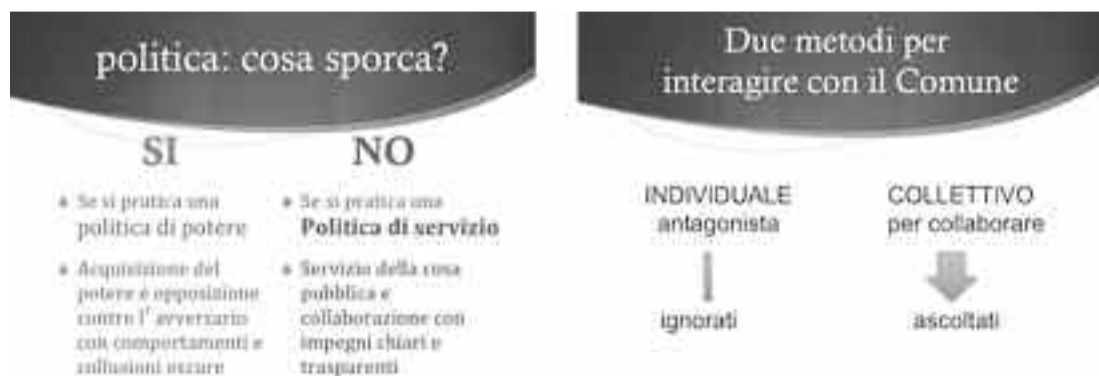 politica: cosa sporca?
SI
Se si pratica una
politica di potere
Acquisizione del
potere e opposizione
contro l' avversario
con comportamenti e
collusioni oscure
NO
Se si pratica una
Politica di servizio
Servizio della cosa
pubblica e
collaborazione con
impegni chiari e
trasparenti
Due metodi per
interagire con il Comune
INDIVIDUALE
antagonista
ignorati
COLLETTIVO
per collaborare
ascoltati